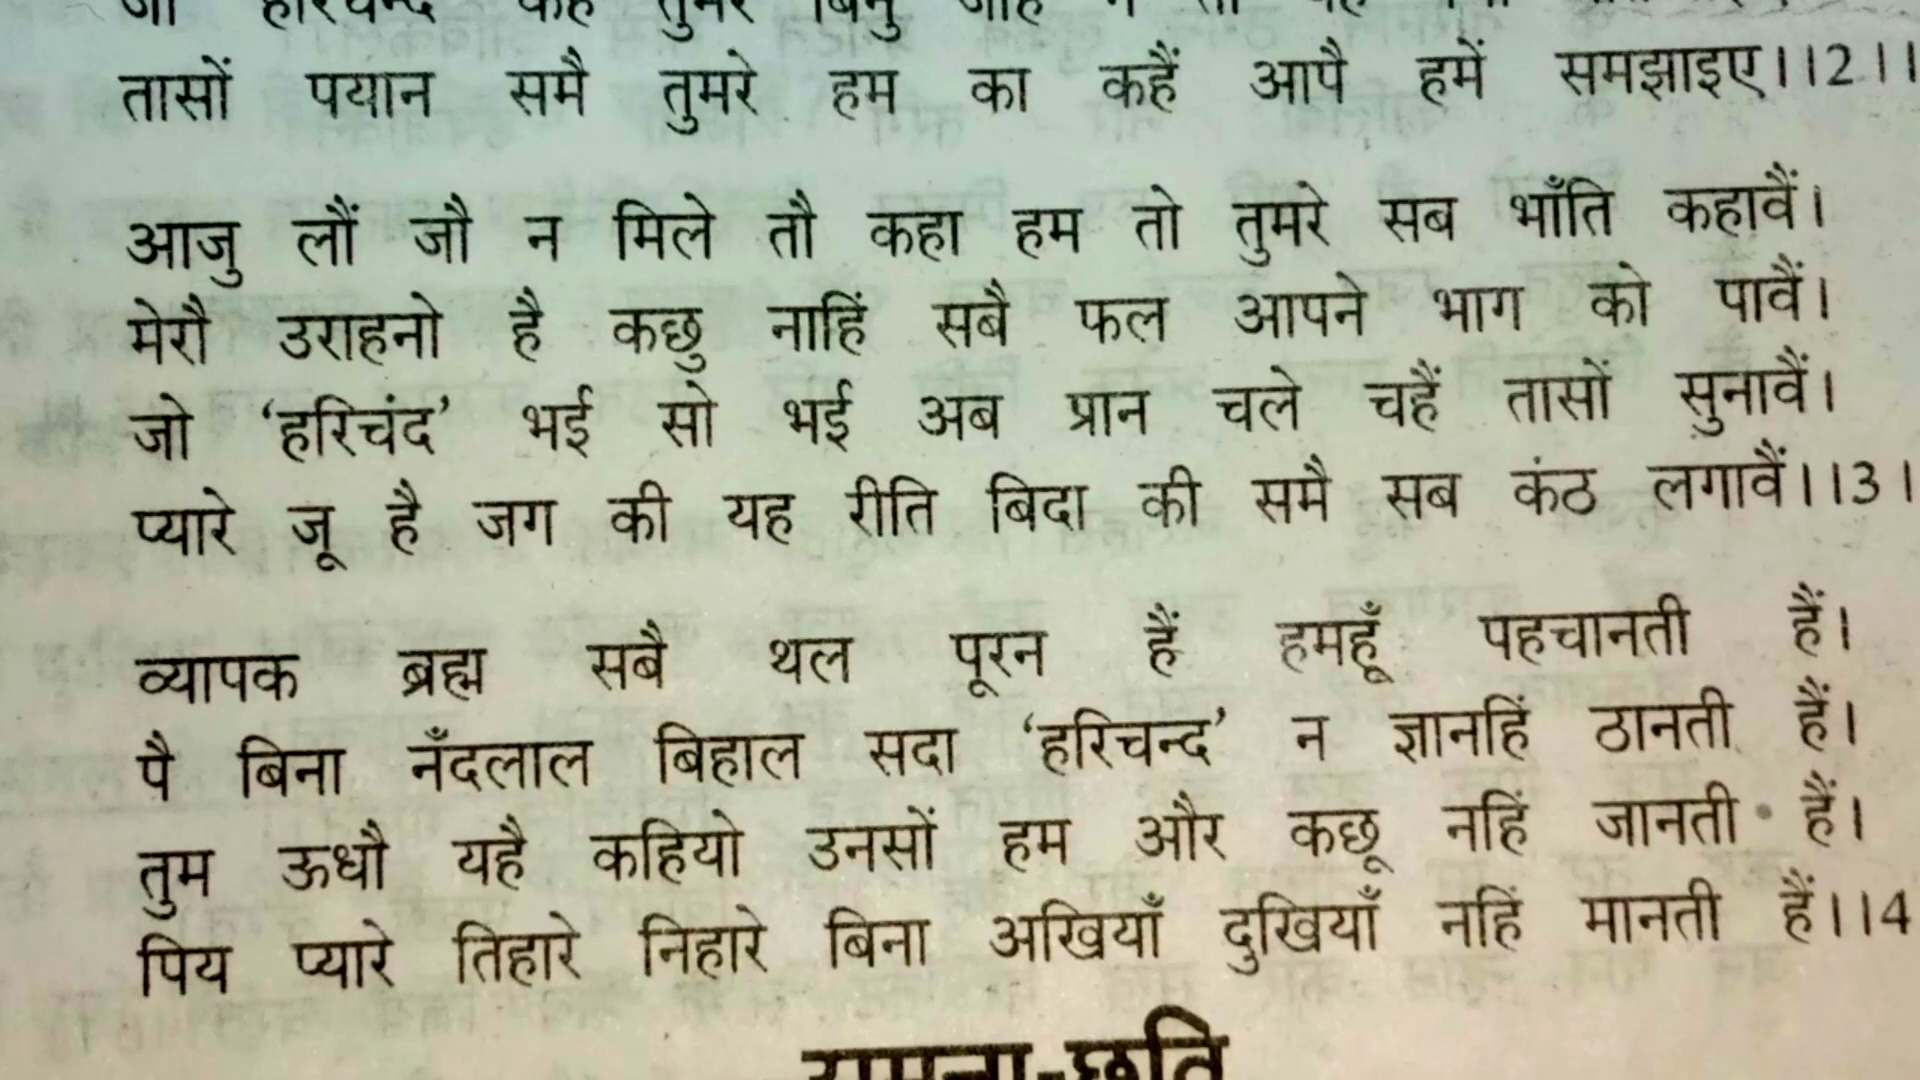 तासों पयान समै तुमरे हम का कहैं आपै हमें समझाइए।।2।।
आजु लौं जौ न मिले तौ कहा हम तो तुमरे सब भाँति कहावैं।
मेरौ उराहनो है कछु नाहिं सबै फल आपने भाग को पावैं।
जो ‘हरिचंद’ भई सो भई अब प्रान चले चहैं तासों सुनावैं।
प्यारे जू है जग की यह रीति बिदा की समै सब कंठ लगावैं।।3।
व्यापक ब्रह्म सबै थल पूरन हैं हमहूँ पहचानती हैं।
पै बिना नँदलाल बिहाल सदा ‘हरिचन्द’ न ज्ञानहिं ठानती हैं।
तुम ऊधौ यहै कहियो उनसों हम और कछू नहिं जानती हैं।
पिय प्यारे तिहारे निहारे बिना अखियाँ दुखियाँ नहिं मानती हैं।।4